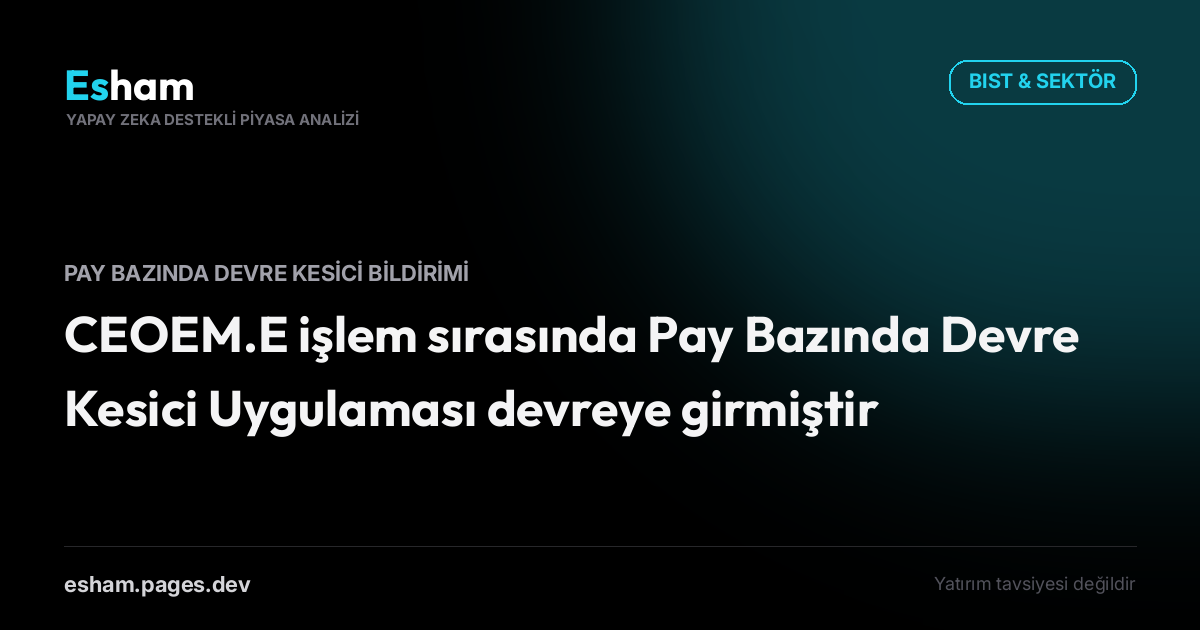 Esham
BIST & SEKTÖR
YAPAY ZEKA DESTEKLİ PİYASA ANALİZİ
PAY BAZINDA DEVRE KESİCİ BİLDİRİMİ
CEOEM.E işlem sırasında Pay Bazında Devre
Kesici Uygulaması devreye girmiştir
esham.pages.dev
Yatırım tavsiyesi değildir